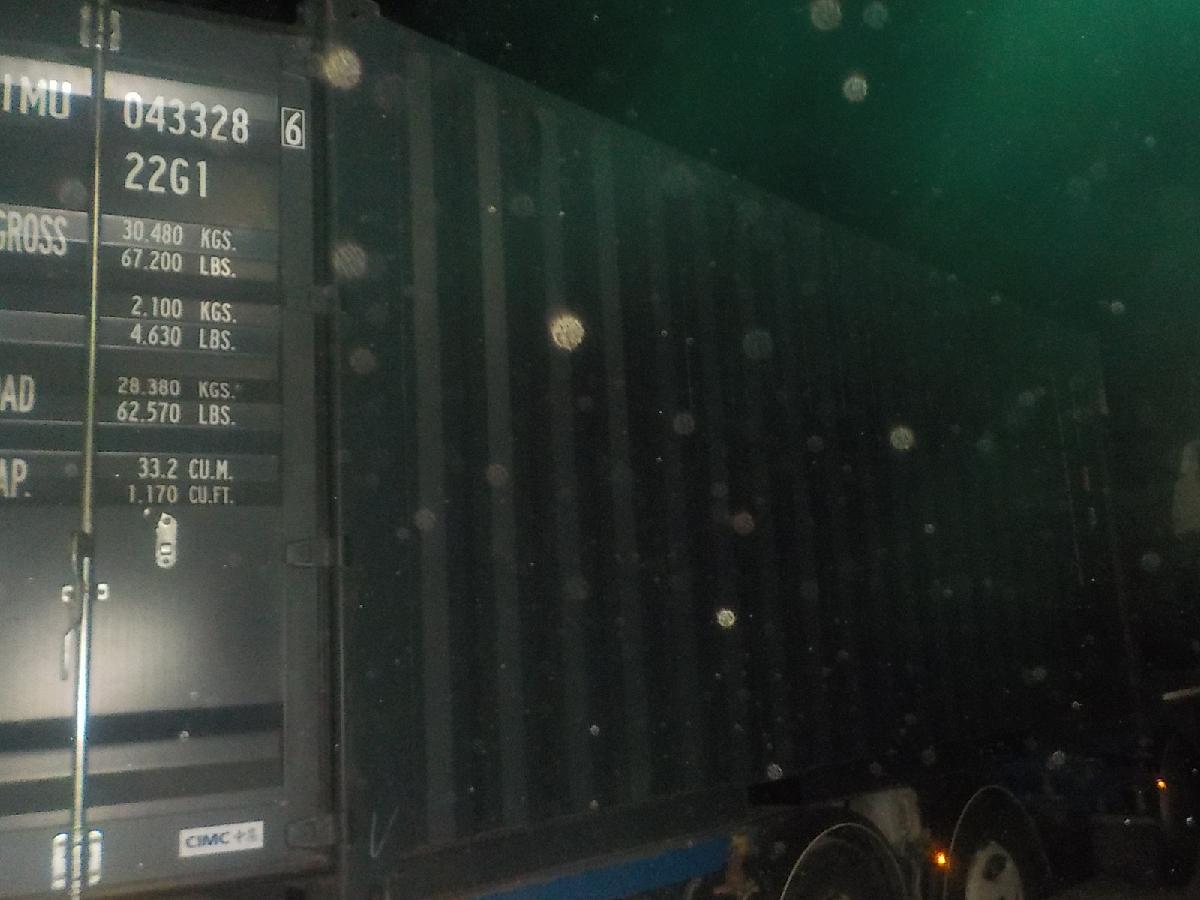 IMU 043328 6
22G1
GROSS 30.480 KGS.
67.200 LBS.
2.100 KGS.
4.630 LBS.
AD 28.380 KGS.
62.570 LBS.
AP. 33.2 CU.M.
1.170 CU.FT.
CIMC